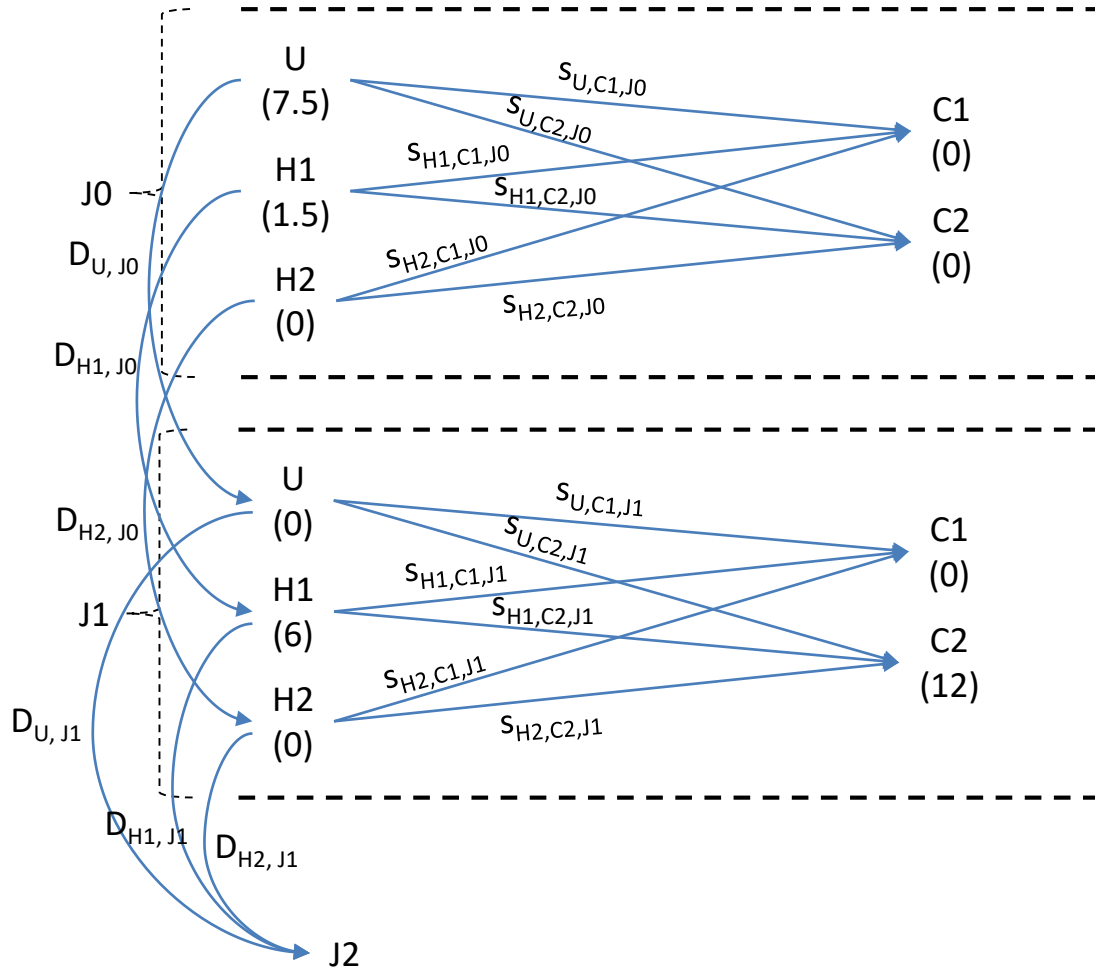 U
(7.5)
H1
(1.5)
H2
(0)
J0
D_{U, J0}
D_{H1, J0}
D_{H2, J0}
s_{U,C1,J0}
s_{U,C2,J0}
s_{H1,C1,J0}
s_{H1,C2,J0}
s_{H2,C1,J0}
s_{H2,C2,J0}
C1
(0)
C2
(0)
U
(0)
H1
(6)
H2
(0)
J1
D_{U, J1}
D_{H1, J1}
D_{H2, J1}
s_{U,C1,J1}
s_{U,C2,J1}
s_{H1,C1,J1}
s_{H1,C2,J1}
s_{H2,C1,J1}
s_{H2,C2,J1}
C1
(0)
C2
(12)
J2